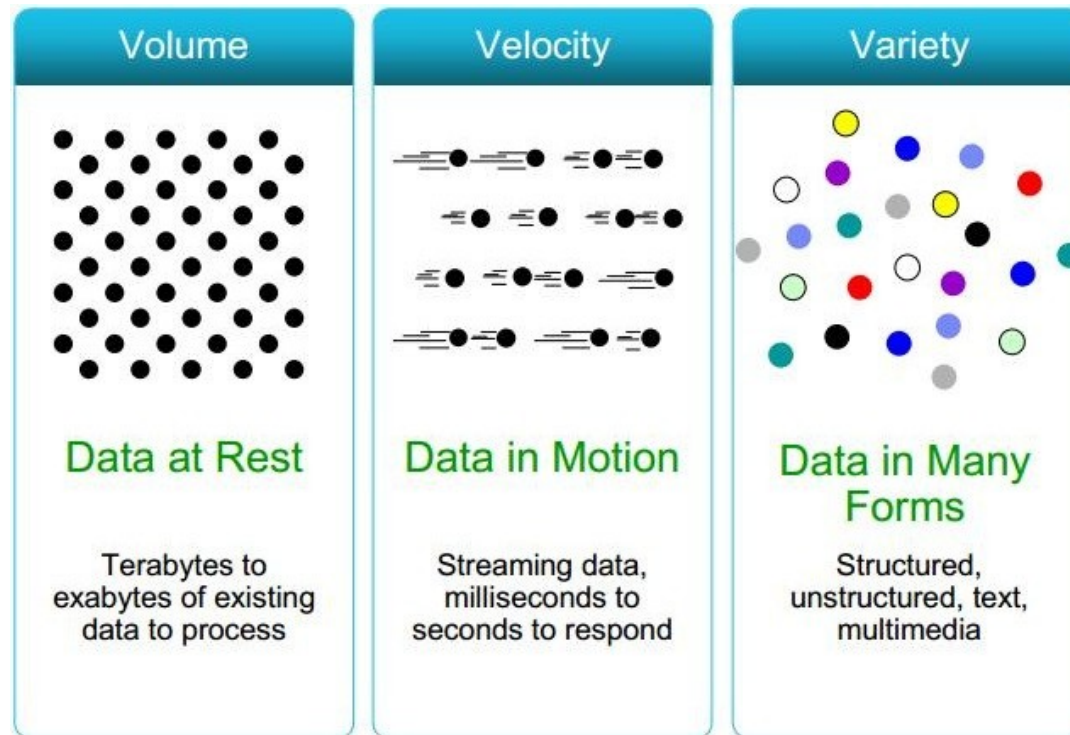 Volume
Data at Rest
Terabytes to
exabytes of existing
data to process
Velocity
Data in Motion
Streaming data,
milliseconds to
seconds to respond
Variety
Data in Many
Forms
Structured,
unstructured, text,
multimedia